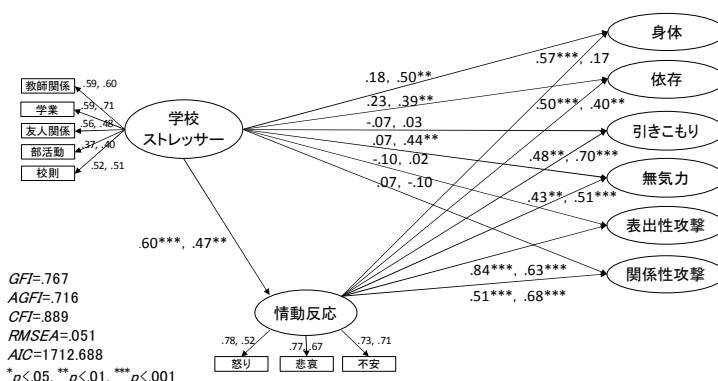 身体
.57***, .17
.18, .50**
依存
教師関係
.59, .60
.23, .39**
.50***, .40**
学業
.59, .71
学校
ストレッサー
-.07, .03
引きこもり
友人関係
.56, .48
.07, .44**
部活動
.37, .40
.48**, .70***
無気力
校則
.52, .51
-.10, .02
.43**, .51***
.07, -.10
表出性攻撃
.60***, .47**
.84***, .63***
関係性攻撃
.51***, .68***
GFI=.767
AGFI=.716
情動反応
CFI=.889
RMSEA=.051
.78, .52
.77, .67
.73, .71
AIC=1712.688
怒り
悲哀
不安
*p<.05, **p<.01, ***p<.001